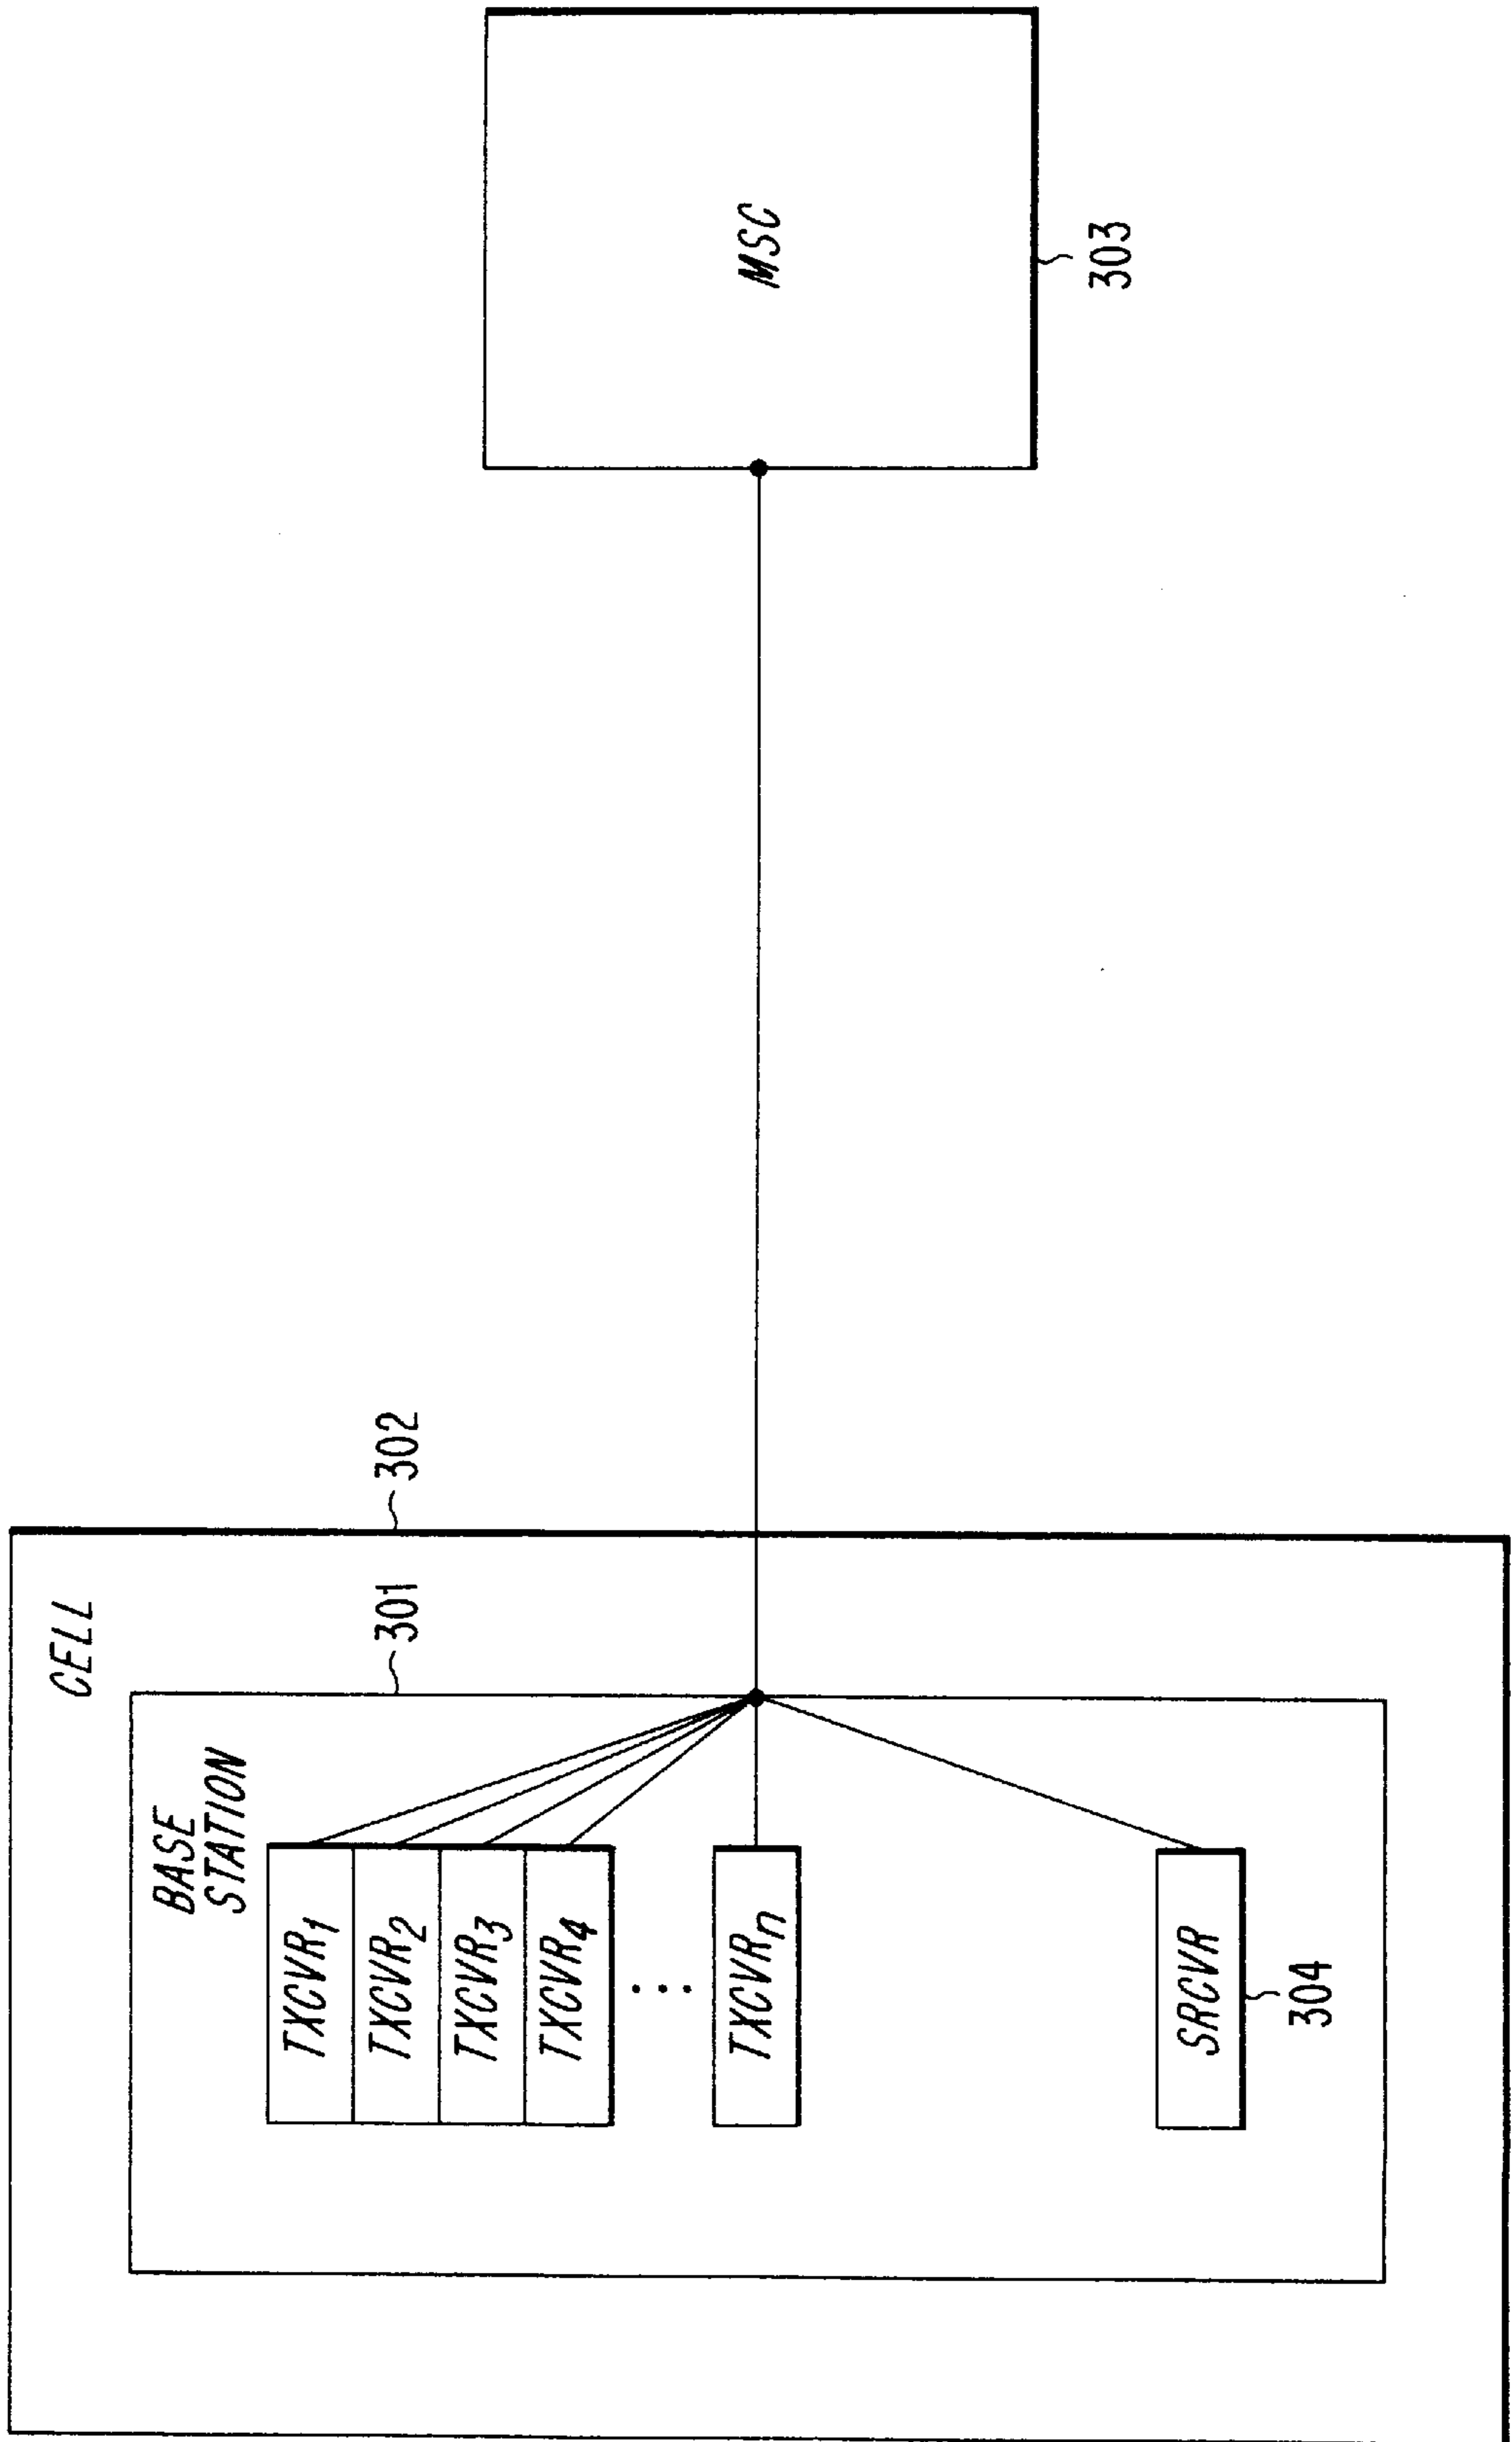 CELL
302
BASE
STATION
301
TXCVR1
TXCVR2
TXCVR3
TXCVR4
...
TXCVRn
SRCVR
304
MSC
303